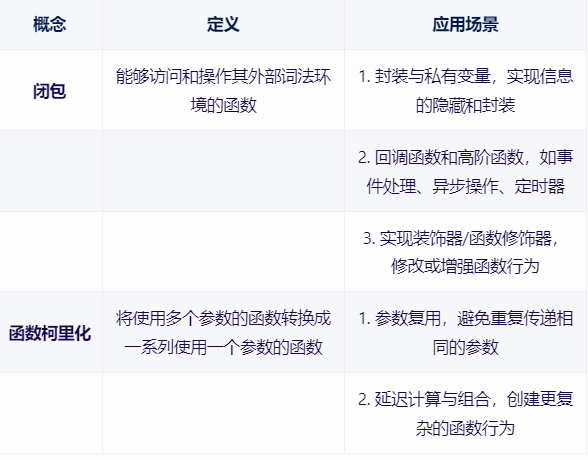 概念 定义 应用场景
闭包 能够访问和操作其外部词法环
境的函数
1. 封装与私有变量，实现信息
的隐藏和封装
2. 回调函数和高阶函数，如事
件处理、异步操作、定时器
3. 实现装饰器/函数修饰器，
修改或增强函数行为
函数柯里化 将使用多个参数的函数转换成
一系列使用一个参数的函数
1. 参数复用，避免重复传递相
同的参数
2. 延迟计算与组合，创建更复
杂的函数行为